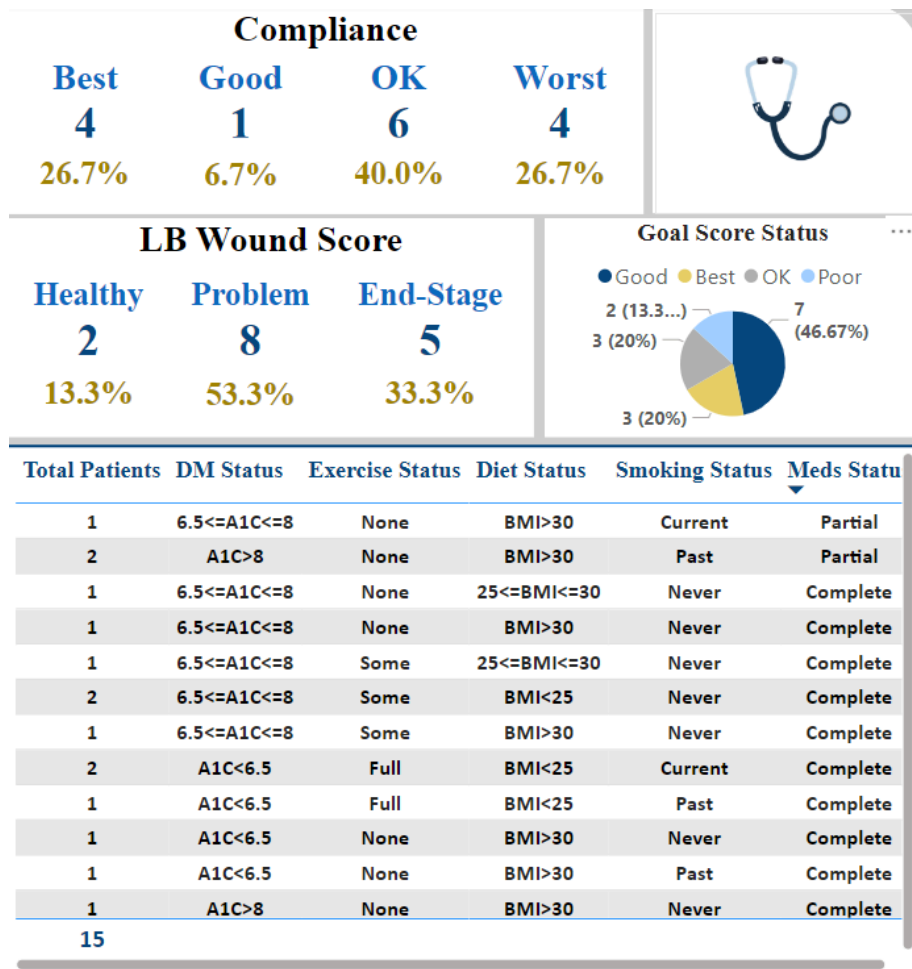 Compliance
Best Good OK Worst
4 1 6 4
26.7% 6.7% 40.0% 26.7%
LB Wound Score
Healthy Problem End-Stage
2 8 5
13.3% 53.3% 33.3%
Goal Score Status
...
Good Best OK Poor
2 (13.3...)
7
(46.67%)
3 (20%)
3 (20%)
Total Patients DM Status Exercise Status Diet Status Smoking Status Meds Statu
1 6.5<=A1C<=8 None BMI>30 Current Partial
2 A1C>8 None BMI>30 Past Partial
1 6.5<=A1C<=8 None 25<=BMI<=30 Never Complete
1 6.5<=A1C<=8 None BMI>30 Never Complete
1 6.5<=A1C<=8 Some 25<=BMI<=30 Never Complete
2 6.5<=A1C<=8 Some BMI<25 Never Complete
1 6.5<=A1C<=8 Some BMI>30 Never Complete
2 A1C<6.5 Full BMI<25 Current Complete
1 A1C<6.5 Full BMI<25 Past Complete
1 A1C<6.5 None BMI>30 Never Complete
1 A1C<6.5 None BMI>30 Past Complete
1 A1C>8 None BMI>30 Never Complete
15